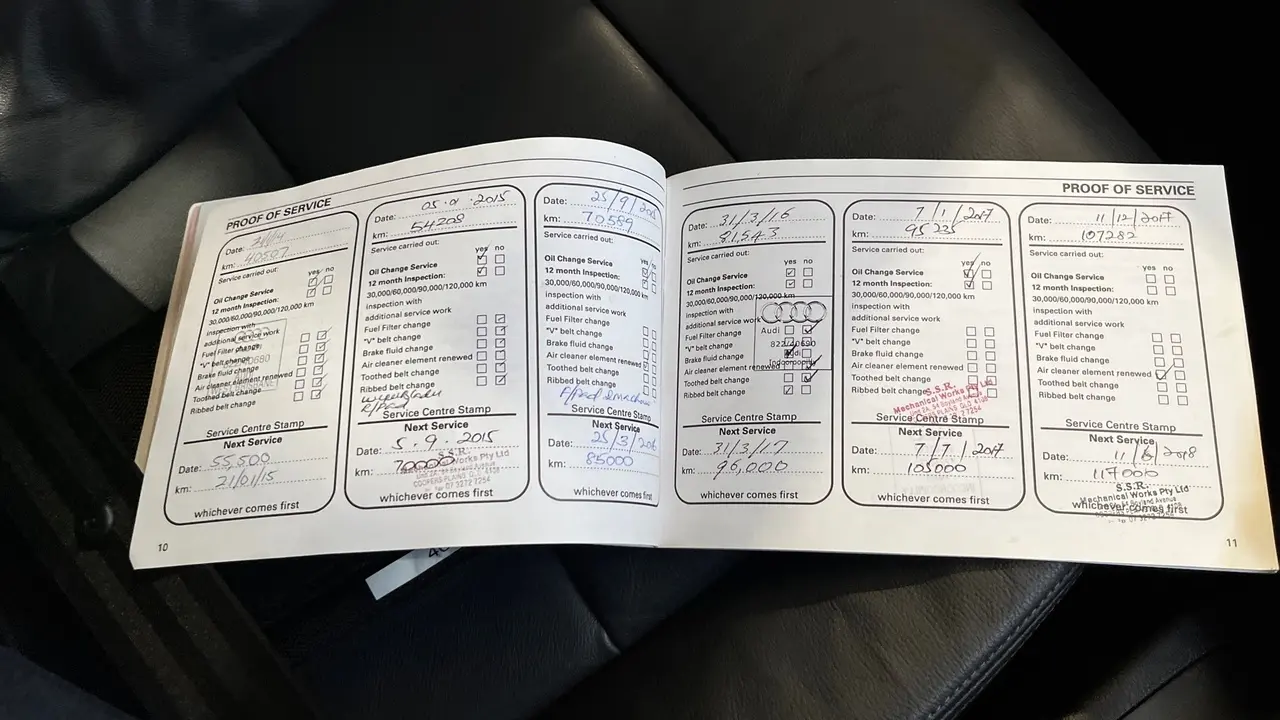 PROOF OF SERVICE
Date:
km: 40507
Service carried out:
yes no
Oil Change Service
12 month Inspection:
30,000/60,000/90,000/120,000 km
inspection with
additional service work
Fuel Filter change
"V" belt change
Brake fluid change
Air cleaner element renewed
Toothed belt change
Ribbed belt change
Service Centre Stamp
Next Service
Date: 55,500
km: 21/01/15
whichever comes first
Date: 05.01.2015
km: 54208
Service carried out:
yes no
Oil Change Service
12 month Inspection:
30,000/60,000/90,000/120,000 km
inspection with
additional service work
Fuel Filter change
"V" belt change
Brake fluid change
Air cleaner element renewed
Toothed belt change
Ribbed belt change
Service Centre Stamp
Next Service
Date: 5.9.2015
km: 70000
S.S.R.
Works Pty Ltd
COOPERS PLAINS
07 3272 7254
whichever comes first
Date: 25/9/2015
km: 70589
Service carried out:
Oil Change Service
12 month Inspection:
30,000/60,000/90,000/120,000 km
inspection with
additional service work
Fuel Filter change
"V" belt change
Brake fluid change
Air cleaner element renewed
Toothed belt change
Ribbed belt change
Service Centre Stamp
Next Service
Date: 25/3/
km: 85000
whichever comes first
10
PROOF OF SERVICE
Date: 31/3/16
km: 81,543
Service carried out:
yes no
Oil Change Service
12 month Inspection:
30,000/60,000/90,000/120,000 km
inspection with
additional service work
Audi
Fuel Filter change
"V" belt change
Brake fluid change
Air cleaner element renewed
Toothed belt change
Ribbed belt change
Service Centre Stamp
Next Service
Date: 31/3/17
km: 96,000
whichever comes first
Date: 7/1/2017
km: 95235
Service carried out:
yes no
Oil Change Service
12 month Inspection:
30,000/60,000/90,000/120,000 km
inspection with
additional service work
Fuel Filter change
"V" belt change
Brake fluid change
Air cleaner element renewed
Toothed belt change
Ribbed belt change
S.S.R.
Mechanical Works Pty Ltd
Service Centre Stamp
Next Service
Date: 7/7/2017
km: 105000
whichever comes first
Date: 11/12/2017
km: 107282
Service carried out:
yes no
Oil Change Service
12 month Inspection:
30,000/60,000/90,000/120,000 km
inspection with
additional service work
Fuel Filter change
"V" belt change
Brake fluid change
Air cleaner element renewed
Toothed belt change
Ribbed belt change
Service Centre Stamp
Next Service
Date: 11/6/2018
km: 117000
S.S.R.
Mechanical Works Pty Ltd
whichever comes first
07 3272 7254
11